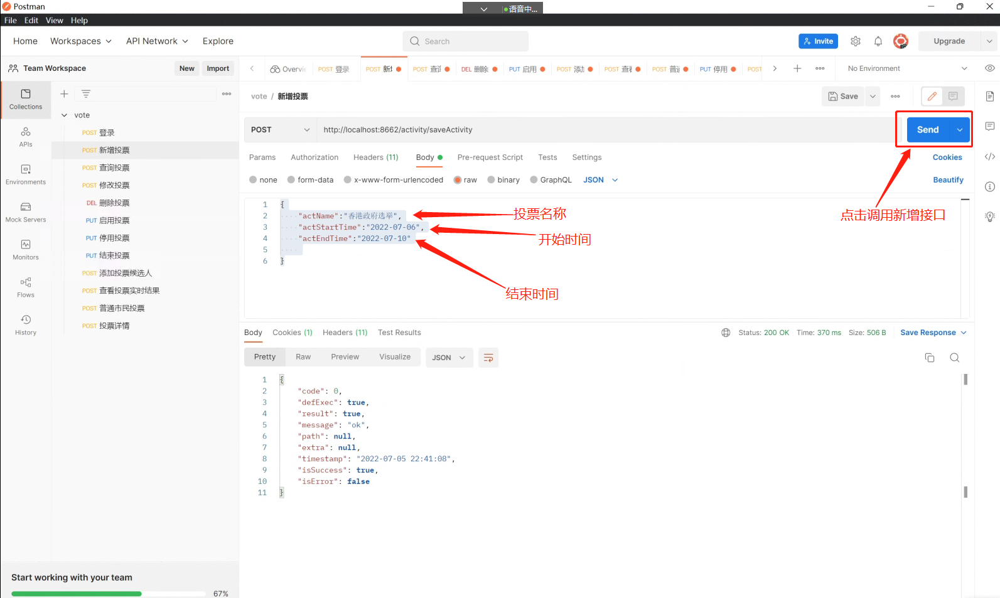 Postman
语音中...
File Edit View Help
Home Workspaces API Network Explore
Search
Invite
Upgrade
Team Workspace
New Import
Overvi
POST 登录
POST 新增
POST 查询
DEL 删除
PUT 启用
POST 添加
POST 查看
POST 普通
PUT 停用
POST
No Environment
Collections
APIs
Environments
Mock Servers
Monitors
Flows
History
vote
POST 登录
POST 新增投票
POST 查询投票
POST 修改投票
DEL 删除投票
PUT 启用投票
PUT 停用投票
PUT 结束投票
POST 添加投票候选人
POST 查看投票实时结果
POST 普通市民投票
POST 投票详情
vote / 新增投票
Save
POST
http://localhost:8662/activity/saveActivity
Send
Params Authorization Headers (11) Body Pre-request Script Tests Settings
Cookies
none form-data x-www-form-urlencoded raw binary GraphQL JSON
Beautify
1 {
2 "actName":"香港政府选举",
3 "actStartTime":"2022-07-06",
4 "actEndTime":"2022-07-10"
5
6 }
投票名称
开始时间
结束时间
点击调用新增接口
Body Cookies (1) Headers (11) Test Results
Status: 200 OK Time: 370 ms Size: 506 B
Save Response
Pretty Raw Preview Visualize JSON
1 {
2 "code": 0,
3 "defExec": true,
4 "result": true,
5 "message": "ok",
6 "path": null,
7 "extra": null,
8 "timestamp": "2022-07-05 22:41:08",
9 "isSuccess": true,
10 "isError": false
11 }
Start working with your team
67%